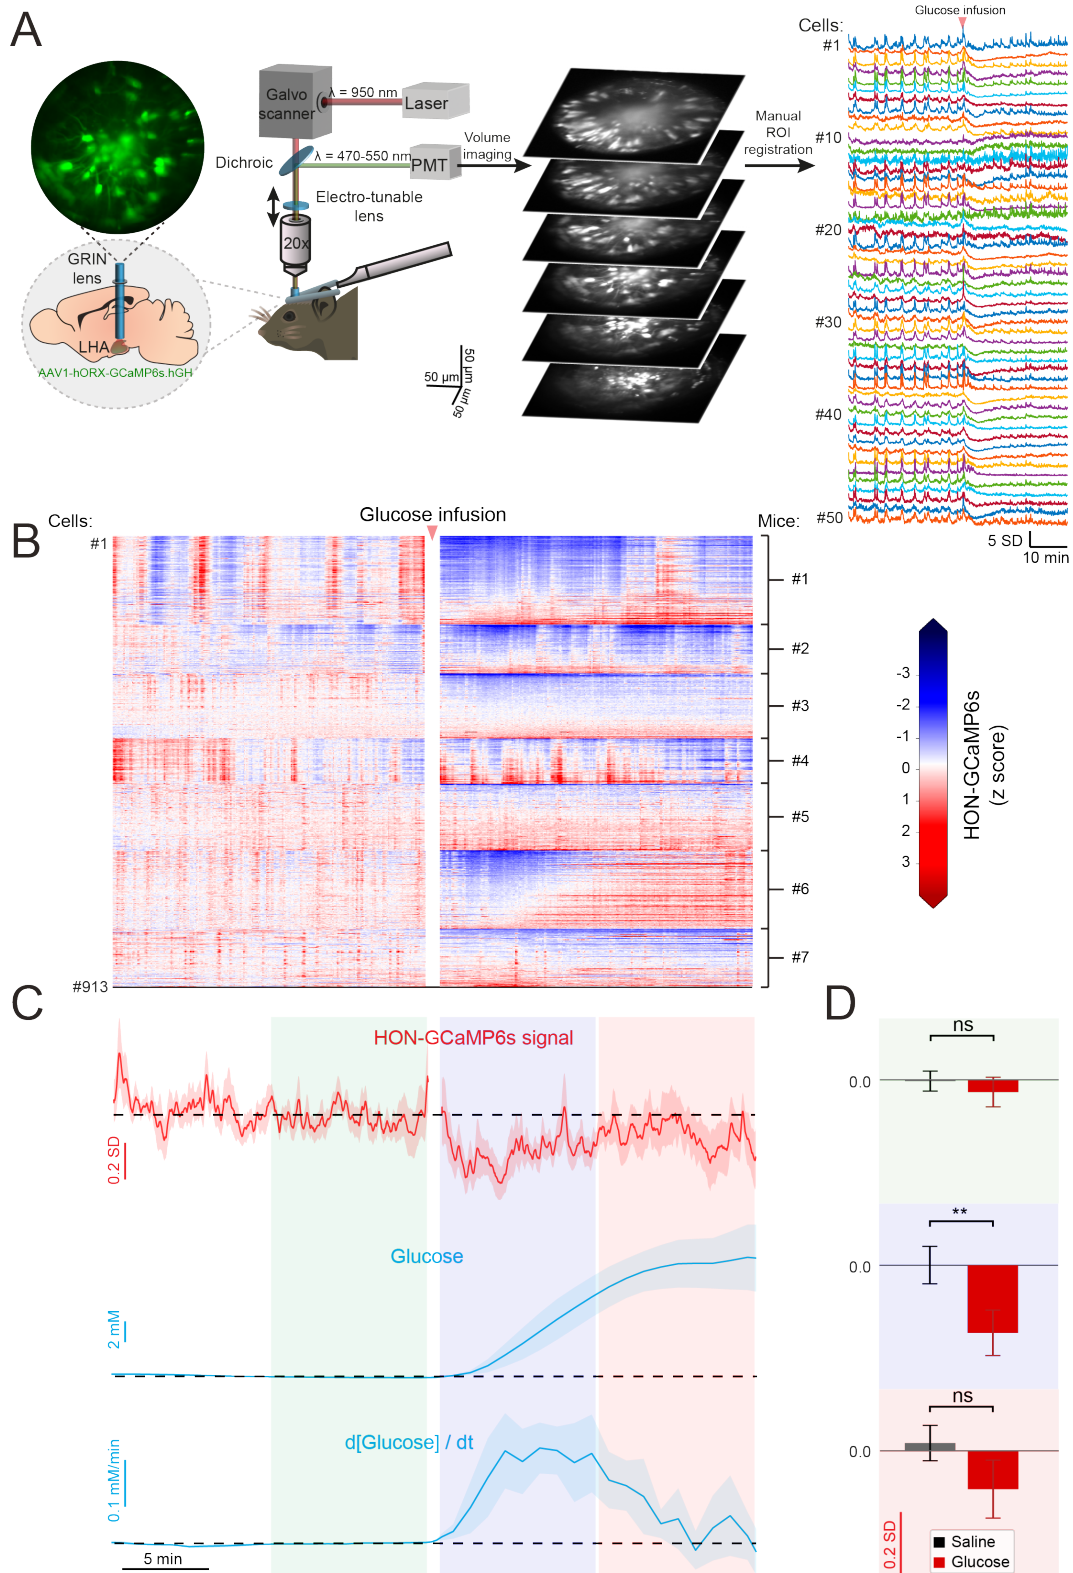 A
Galvo
scanner
λ = 950 nm
Laser
Dichroic
λ = 470-550 nm
PMT
Electro-tunable
lens
20x
GRIN
lens
LHA
AAV1-hORX-GCaMP6s.hGH
Volume
imaging
50 µm
50 µm
50 µm
Manual
ROI
registration
Glucose infusion
Cells:
#1
#10
#20
#30
#40
#50
5 SD
10 min
B
Cells:
Glucose infusion
Mice:
#1
#913
#1
#2
#3
#4
#5
#6
#7
-3
-2
-1
0
1
2
3
HON-GCaMP6s
(z score)
C
HON-GCaMP6s signal
0.2 SD
Glucose
2 mM
d[Glucose] / dt
0.1 mM/min
5 min
D
ns
0.0
**
0.0
ns
0.0
0.2 SD
Saline
Glucose